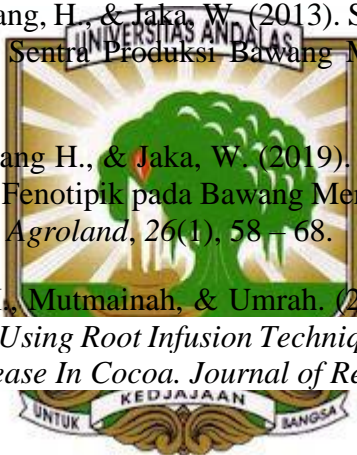 ang, H., & Jaka, W. (2013). S
UNIVERSITAS ANDALAS
Sentra Produksi Bawang M
ang H., & Jaka, W. (2019).
Fenotipik pada Bawang Mer
Agroland, 26(1), 58 – 68.
., Mutmainah, & Umrah. (2
Using Root Infusion Techniq
ease In Cocoa. Journal of Re
UNTUK KEDJAJAAN BANGSA